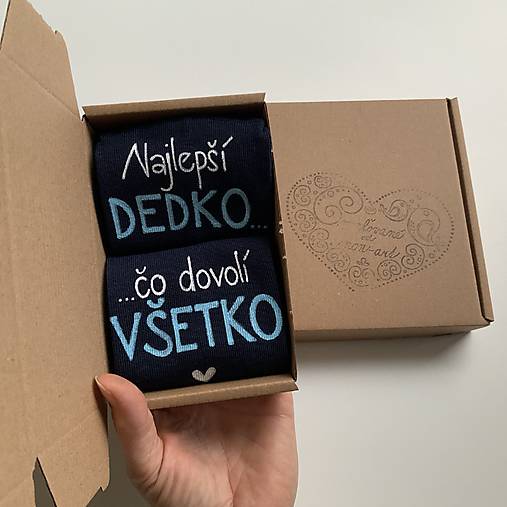 Najlepší
DEDKO...
...čo dovolí
VŠETKO